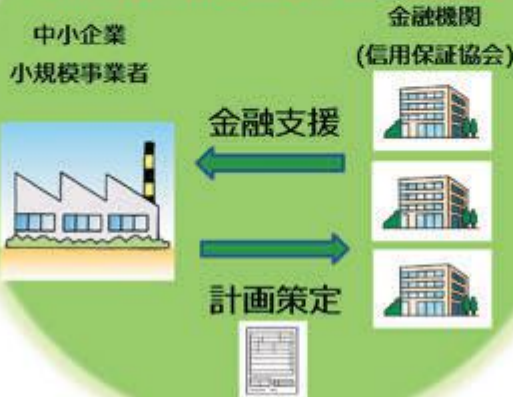 中小企業
小規模事業者
金融機関
(信用保証協会)
金融支援
計画策定